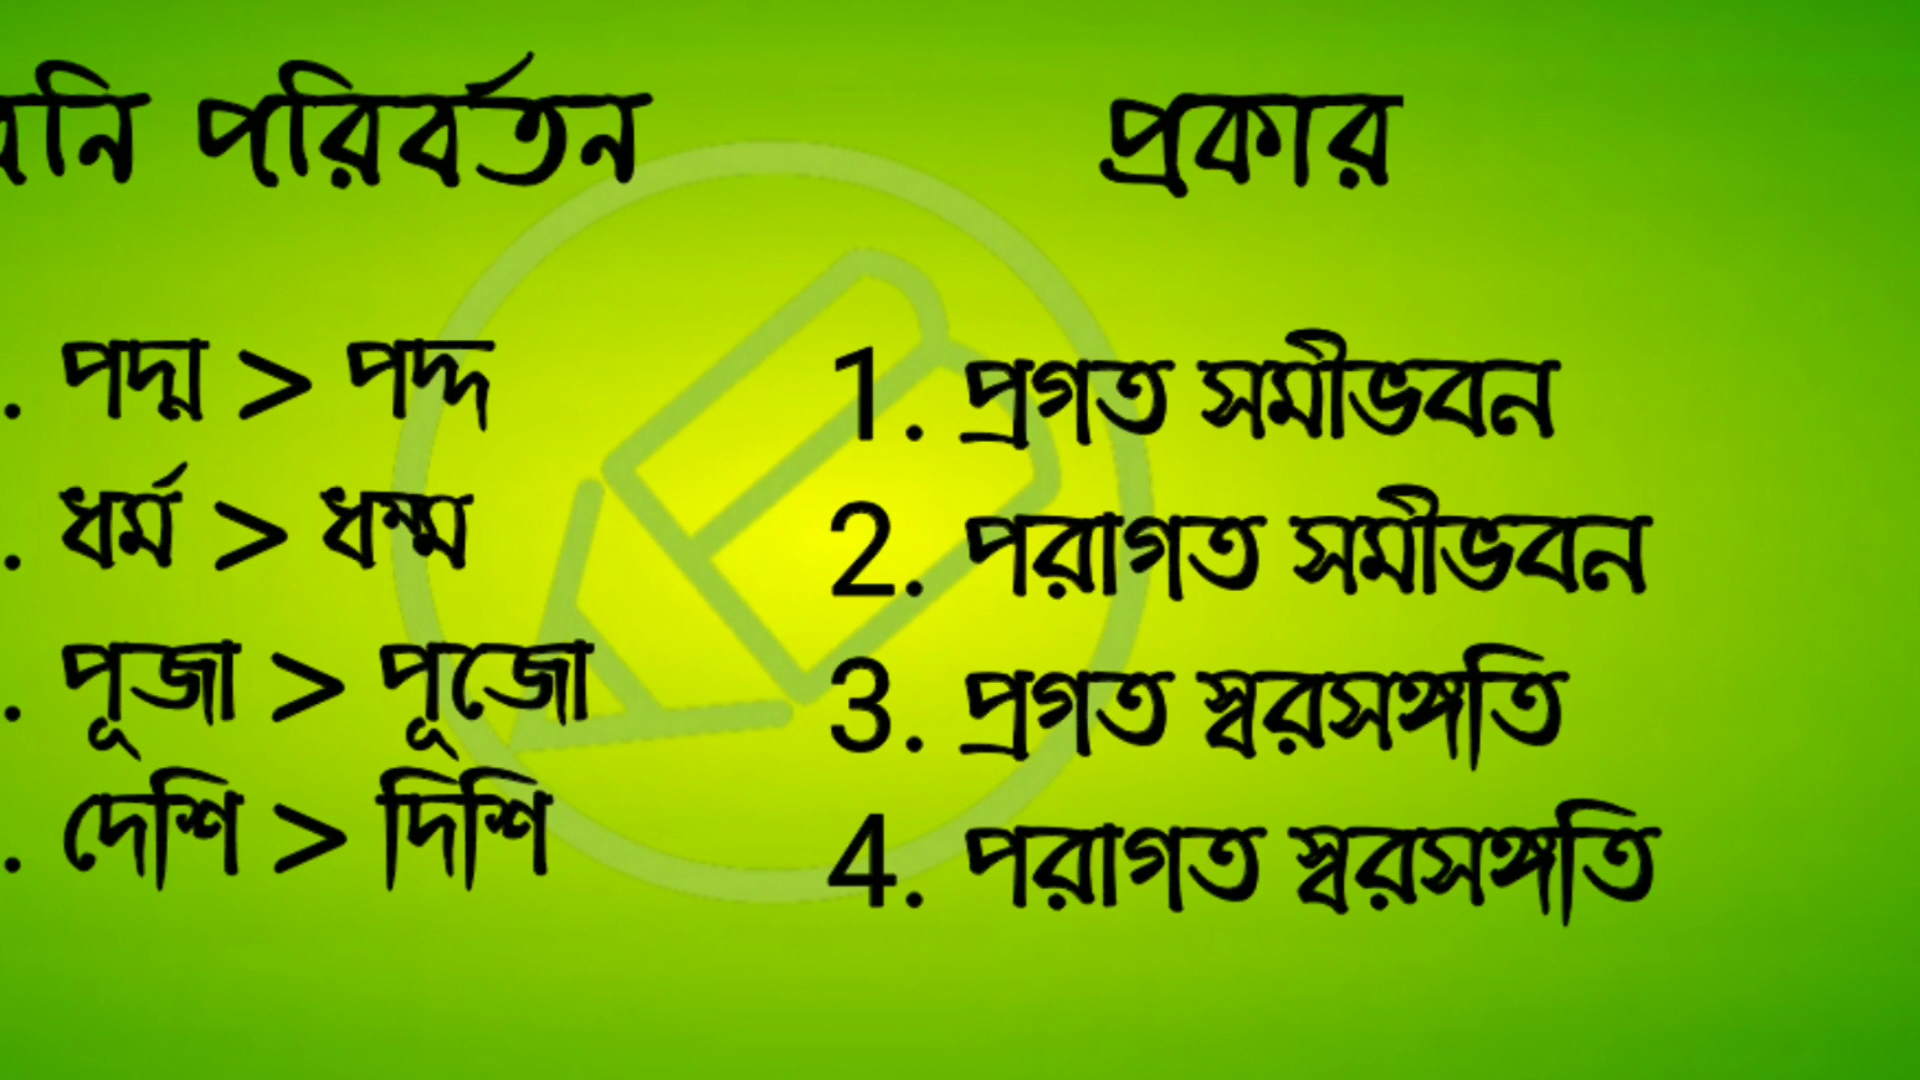 পরিবর্তন প্রকার
. পদ্ম > পদ্দ 1. প্রগত সমীভবন
. ধর্ম > ধম্ম 2. পরাগত সমীভবন
. পূজা > পূজো 3. প্রগত স্বরসঙ্গতি
. দেশি > দিশি 4. পরাগত স্বরসঙ্গতি